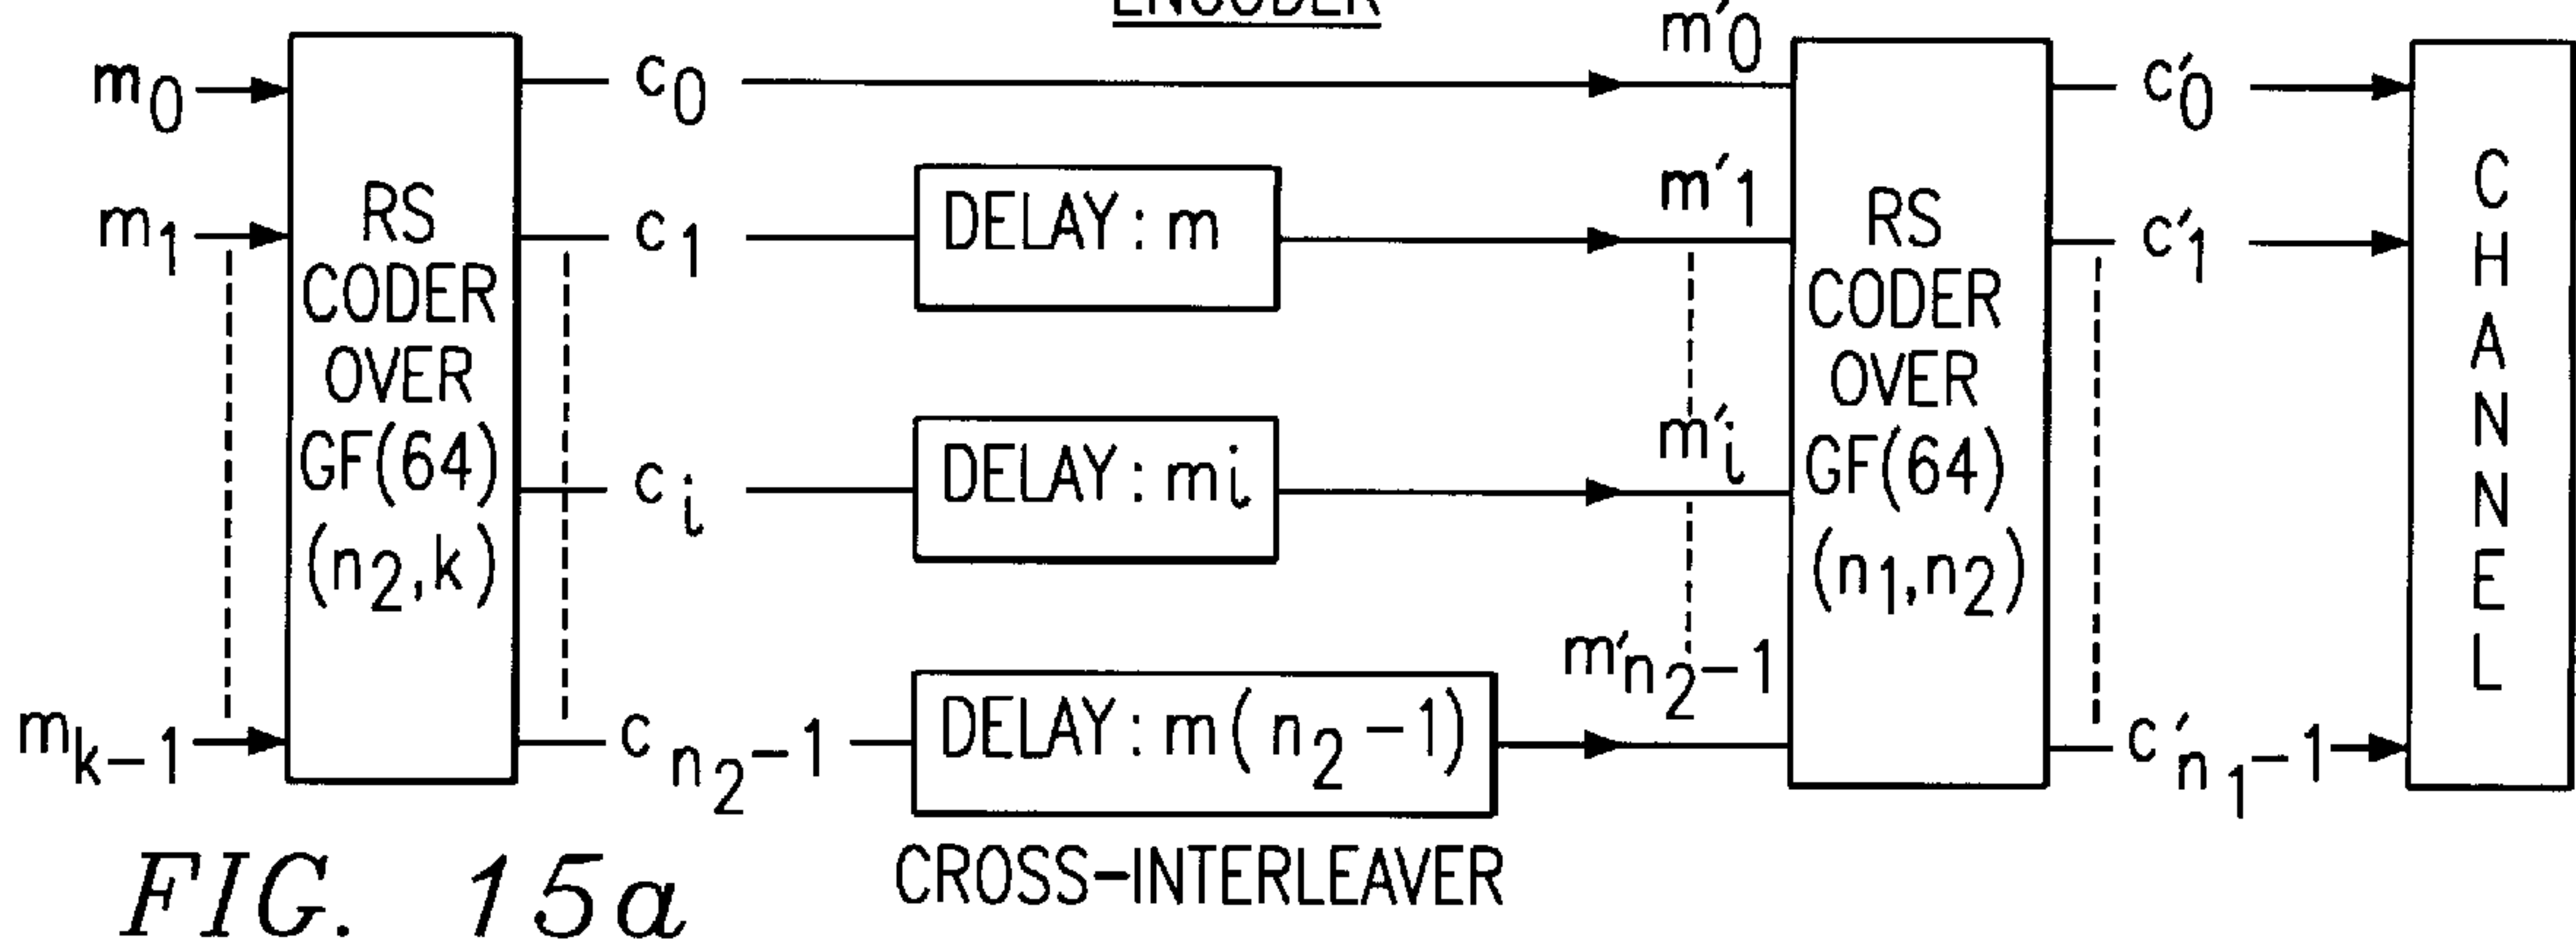 ENCODER
m0
m1
mk-1
RS
CODER
OVER
GF(64)
(n2,k)
c0
c1
ci
cn2-1
DELAY: m
DELAY: mi
DELAY: m(n2-1)
CROSS-INTERLEAVER
m'0
m'1
m'i
m'n2-1
RS
CODER
OVER
GF(64)
(n1,n2)
c'0
c'1
c'n1-1
CHANNEL
FIG. 15a